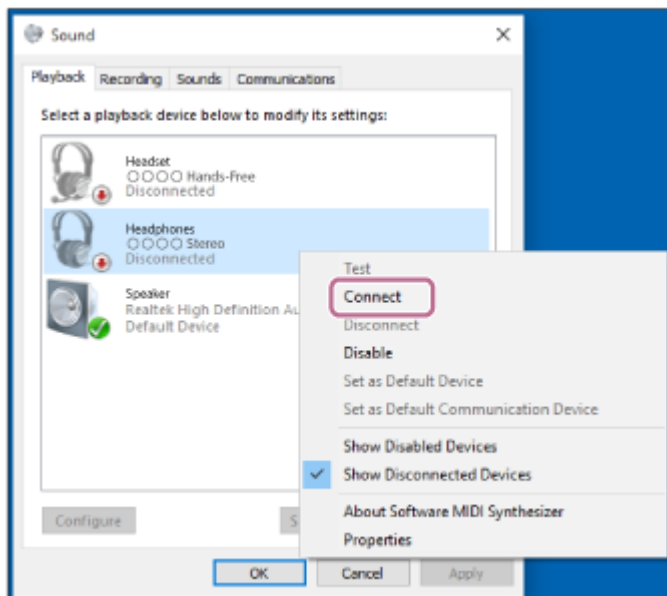 Sound
Playback Recording Sounds Communications
Select a playback device below to modify its settings:
Headset
○○○○ Hands-Free
Disconnected
Headphones
○○○○ Stereo
Disconnected
Speaker
Realtek High Definition Au
Default Device
Test
Connect
Disconnect
Disable
Set as Default Device
Set as Default Communication Device
Show Disabled Devices
Show Disconnected Devices
About Software MIDI Synthesizer
Properties
Configure S
OK Cancel Apply